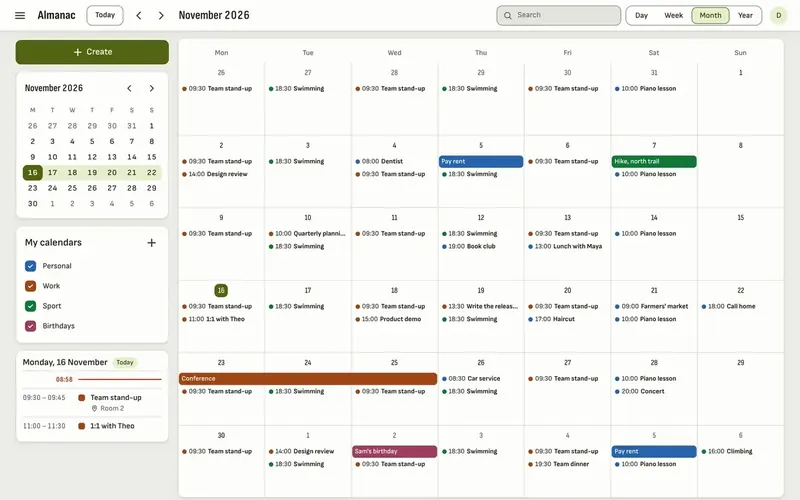 Almanac
Today
November 2026
Search
Day Week Month Year
D
Create
November 2026
M T W T F S S
26 27 28 29 30 31 1
2 3 4 5 6 7 8
9 10 11 12 13 14 15
16 17 18 19 20 21 22
23 24 25 26 27 28 29
30 1 2 3 4 5 6
My calendars
Personal
Work
Sport
Birthdays
Monday, 16 November Today
08:58
09:30 – 09:45 Team stand-up
Room 2
11:00 – 11:30 1:1 with Theo
Mon Tue Wed Thu Fri Sat Sun
26 27 28 29 30 31 1
09:30 Team stand-up 18:30 Swimming 09:30 Team stand-up 18:30 Swimming 09:30 Team stand-up 10:00 Piano lesson
2 3 4 5 6 7 8
09:30 Team stand-up 18:30 Swimming 08:00 Dentist Pay rent 09:30 Team stand-up Hike, north trail
14:00 Design review 09:30 Team stand-up 18:30 Swimming 10:00 Piano lesson
9 10 11 12 13 14 15
09:30 Team stand-up 10:00 Quarterly planni... 09:30 Team stand-up 18:30 Swimming 09:30 Team stand-up 10:00 Piano lesson
18:30 Swimming 19:00 Book club 13:00 Lunch with Maya
16 17 18 19 20 21 22
09:30 Team stand-up 18:30 Swimming 09:30 Team stand-up 13:30 Write the releas... 09:30 Team stand-up 09:00 Farmers' market 18:00 Call home
11:00 1:1 with Theo 15:00 Product demo 18:30 Swimming 17:00 Haircut 10:00 Piano lesson
23 24 25 26 27 28 29
Conference 08:30 Car service 09:30 Team stand-up 10:00 Piano lesson
09:30 Team stand-up 18:30 Swimming 09:30 Team stand-up 18:30 Swimming 20:00 Concert
30 1 2 3 4 5 6
09:30 Team stand-up 14:00 Design review Sam's birthday 18:30 Swimming 09:30 Team stand-up Pay rent 16:00 Climbing
18:30 Swimming 09:30 Team stand-up 19:30 Team dinner 10:00 Piano lesson